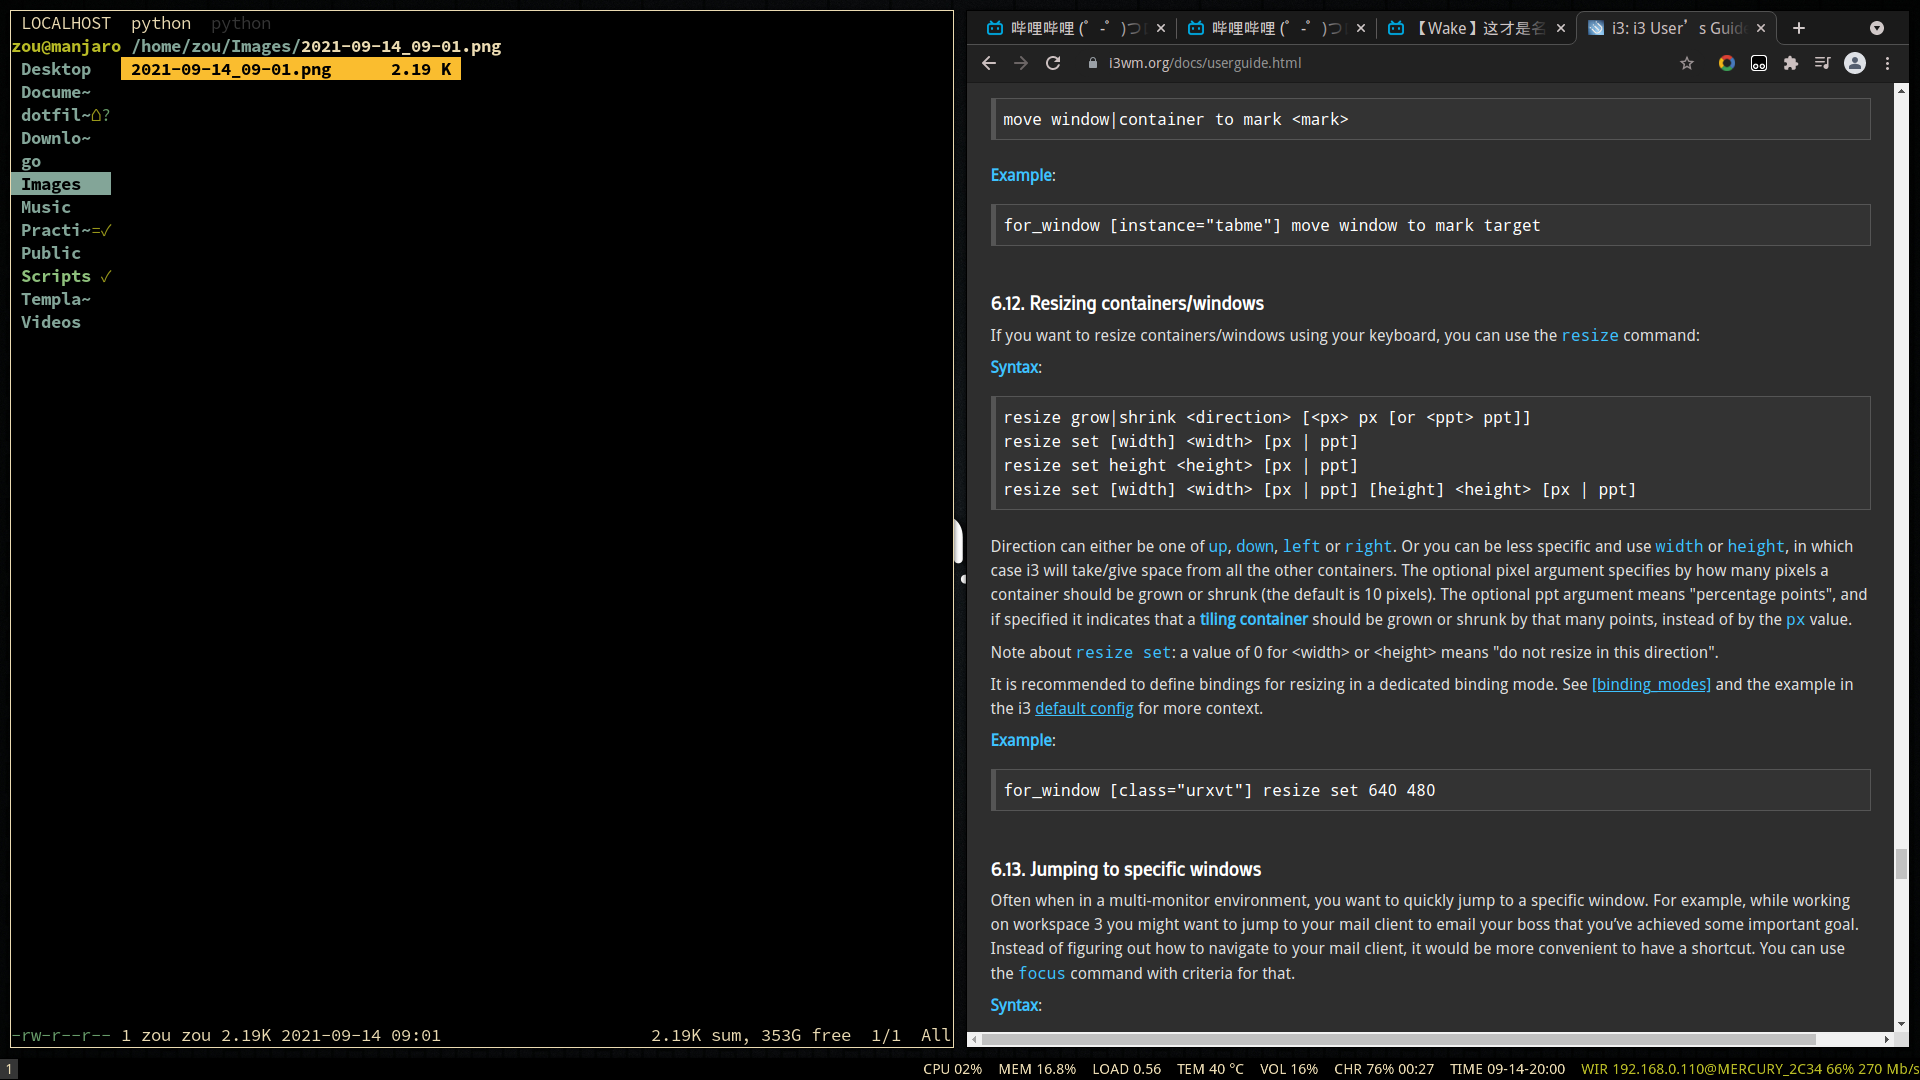 LOCALHOST python python
zou@manjaro /home/zou/Images/2021-09-14_09-01.png
Desktop
Docume~
dotfil~⌂?
Downlo~
go
Images
Music
Practi~=✓
Public
Scripts ✓
Templa~
Videos
2021-09-14_09-01.png 2.19 K
-rw-r--r-- 1 zou zou 2.19K 2021-09-14 09:01 2.19K sum, 353G free 1/1 All
哔哩哔哩 (゜-゜)つ
哔哩哔哩 (゜-゜)つ
【Wake】这才是名
i3: i3 User's Guid
i3wm.org/docs/userguide.html
move window|container to mark <mark>
Example:
for_window [instance="tabme"] move window to mark target
6.12. Resizing containers/windows
If you want to resize containers/windows using your keyboard, you can use the resize command:
Syntax:
resize grow|shrink <direction> [<px> px [or <ppt> ppt]]
resize set [width] <width> [px | ppt]
resize set height <height> [px | ppt]
resize set [width] <width> [px | ppt] [height] <height> [px | ppt]
Direction can either be one of up, down, left or right. Or you can be less specific and use width or height, in which
case i3 will take/give space from all the other containers. The optional pixel argument specifies by how many pixels a
container should be grown or shrunk (the default is 10 pixels). The optional ppt argument means "percentage points", and
if specified it indicates that a tiling container should be grown or shrunk by that many points, instead of by the px value.
Note about resize set: a value of 0 for <width> or <height> means "do not resize in this direction".
It is recommended to define bindings for resizing in a dedicated binding mode. See [binding_modes] and the example in
the i3 default config for more context.
Example:
for_window [class="urxvt"] resize set 640 480
6.13. Jumping to specific windows
Often when in a multi-monitor environment, you want to quickly jump to a specific window. For example, while working
on workspace 3 you might want to jump to your mail client to email your boss that you've achieved some important goal.
Instead of figuring out how to navigate to your mail client, it would be more convenient to have a shortcut. You can use
the focus command with criteria for that.
Syntax:
1 CPU 02% MEM 16.8% LOAD 0.56 TEM 40 °C VOL 16% CHR 76% 00:27 TIME 09-14-20:00 WIR 192.168.0.110@MERCURY_2C34 66% 270 Mb/s